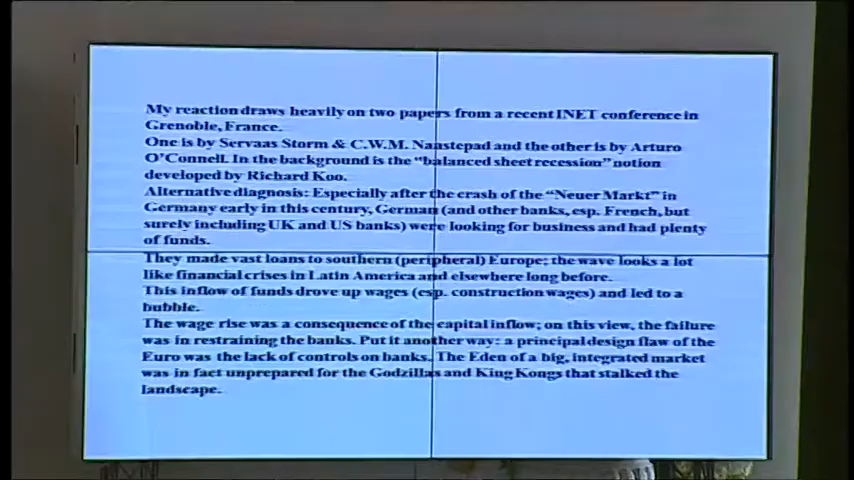 My reaction draws heavily on two papers from a recent INET conference in
Grenoble, France.
One is by Servaas Storm & C.W.M. Naastepad and the other is by Arturo
O'Connell. In the background is the “balanced sheet recession” notion
developed by Richard Koo.
Alternative diagnosis: Especially after the crash of the “Neuer Markt” in
Germany early in this century, German (and other banks, esp. French, but
surely including UK and US banks) were looking for business and had plenty
of funds.
They made vast loans to southern (peripheral) Europe; the wave looks a lot
like financial crises in Latin America and elsewhere long before.
This inflow of funds drove up wages (esp. construction wages) and led to a
bubble.
The wage rise was a consequence of the capital inflow; on this view, the failure
was in restraining the banks. Put it another way: a principal design flaw of the
Euro was the lack of controls on banks. The Eden of a big, integrated market
was in fact unprepared for the Godzillas and King Kongs that stalked the
landscape.